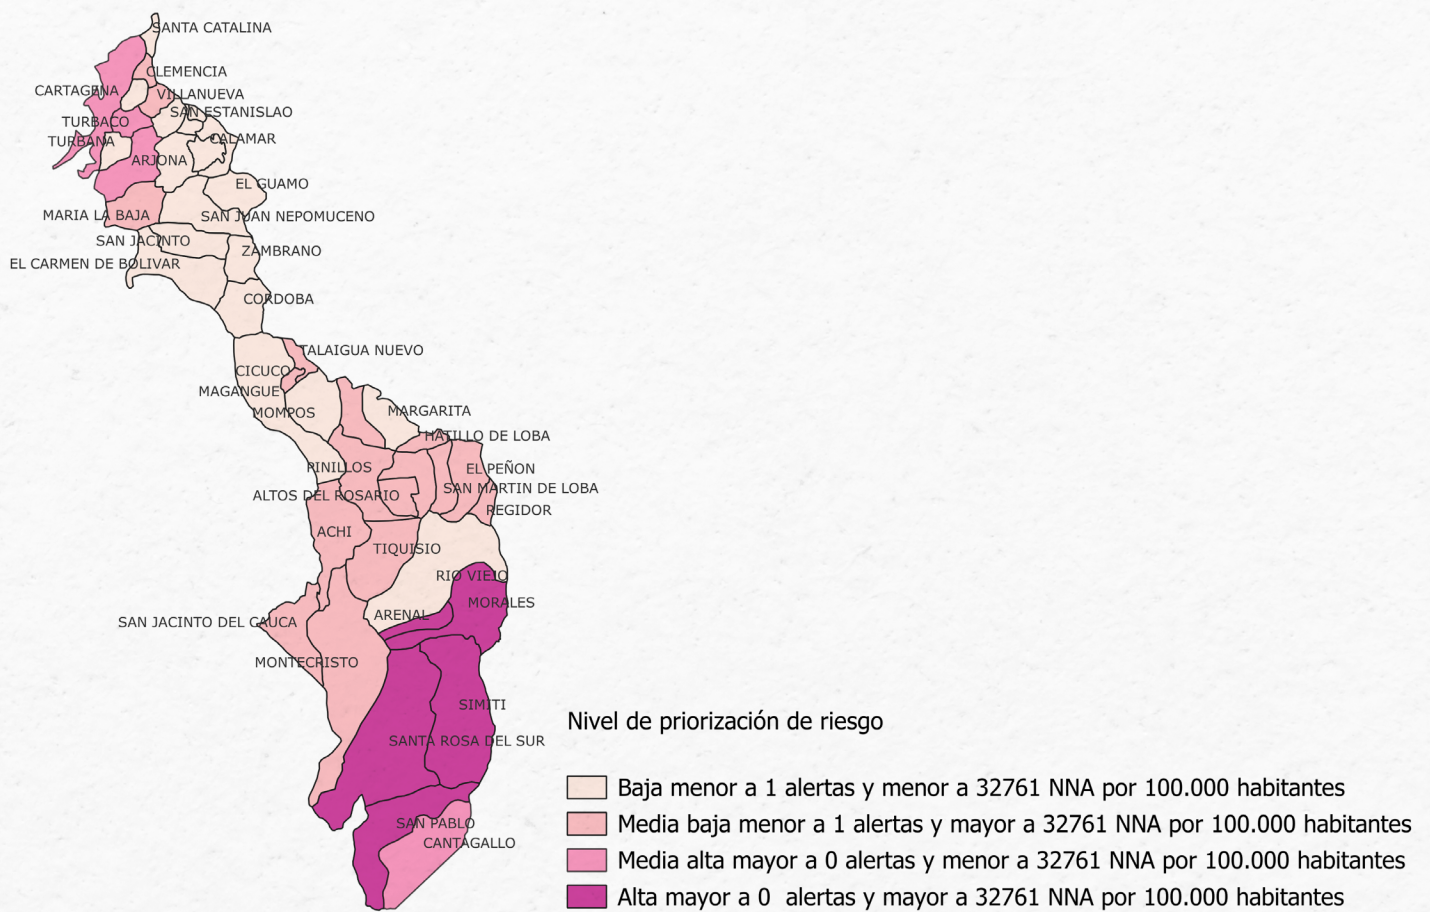 SANTA CATALINA
CLEMENCIA
CARTAGENA
VILLANUEVA
SAN ESTANISLAO
TURBACO
TURBANA
CALAMAR
ARJONA
EL GUAMO
MARIA LA BAJA
SAN JUAN NEPOMUCENO
SAN JACINTO
ZAMBRANO
EL CARMEN DE BOLIVAR
CORDOBA
TALAIGUA NUEVO
CICUCO
MAGANGUE
MOMPOS
MARGARITA
HATILLO DE LOBA
PINILLOS
EL PEÑON
SAN MARTIN DE LOBA
ALTOS DEL ROSARIO
REGIDOR
ACHI
TIQUISIO
RIO VIEJO
MORALES
ARENAL
SAN JACINTO DEL CAUCA
MONTECRISTO
SIMITI
SANTA ROSA DEL SUR
SAN PABLO
CANTAGALLO
Nivel de priorización de riesgo
Baja menor a 1 alertas y menor a 32761 NNA por 100.000 habitantes
Media baja menor a 1 alertas y mayor a 32761 NNA por 100.000 habitantes
Media alta mayor a 0 alertas y menor a 32761 NNA por 100.000 habitantes
Alta mayor a 0  alertas y mayor a 32761 NNA por 100.000 habitantes